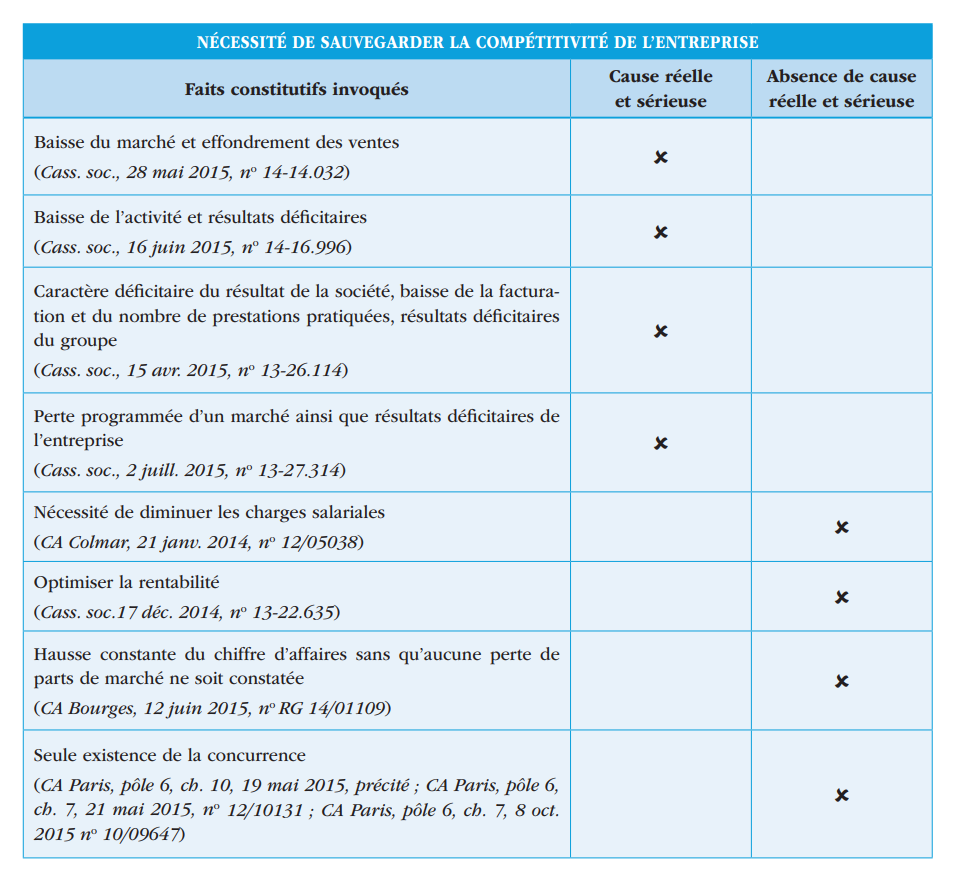 NÉCESSITÉ DE SAUVEGARDER LA COMPÉTITIVITÉ DE L'ENTREPRISE
Faits constitutifs invoqués
Cause réelle
et sérieuse
Absence de cause
réelle et sérieuse
Baisse du marché et effondrement des ventes
(Cass. soc., 28 mai 2015, nº 14-14.032)
✘
Baisse de l'activité et résultats déficitaires
(Cass. soc., 16 juin 2015, nº 14-16.996)
✘
Caractère déficitaire du résultat de la société, baisse de la factura-
tion et du nombre de prestations pratiquées, résultats déficitaires
du groupe
(Cass. soc., 15 avr. 2015, nº 13-26.114)
✘
Perte programmée d'un marché ainsi que résultats déficitaires de
l'entreprise
(Cass. soc., 2 juill. 2015, nº 13-27.314)
✘
Nécessité de diminuer les charges salariales
(CA Colmar, 21 janv. 2014, nº 12/05038)
✘
Optimiser la rentabilité
(Cass. soc.17 déc. 2014, nº 13-22.635)
✘
Hausse constante du chiffre d'affaires sans qu'aucune perte de
parts de marché ne soit constatée
(CA Bourges, 12 juin 2015, nº RG 14/01109)
✘
Seule existence de la concurrence
(CA Paris, pôle 6, ch. 10, 19 mai 2015, précité ; CA Paris, pôle 6,
ch. 7, 21 mai 2015, nº 12/10131 ; CA Paris, pôle 6, ch. 7, 8 oct.
2015 nº 10/09647)
✘